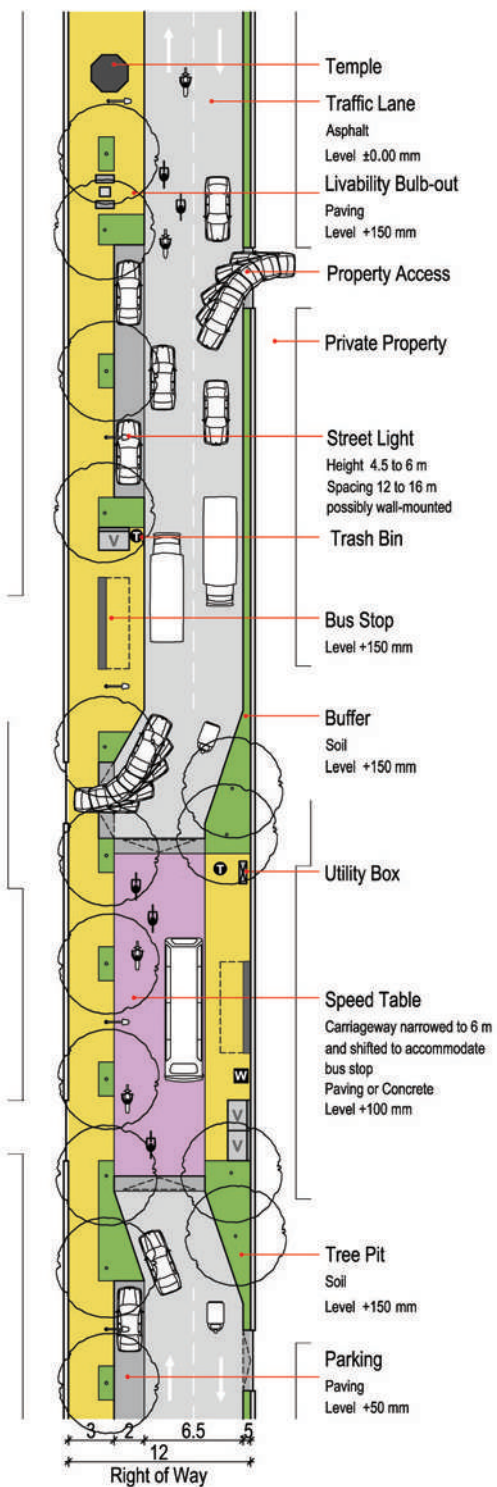 Temple
Traffic Lane
Asphalt
Level ±0.00 mm
Livability Bulb-out
Paving
Level +150 mm
Property Access
Private Property
Street Light
Height 4.5 to 6 m
Spacing 12 to 16 m
possibly wall-mounted
V
T
Trash Bin
Bus Stop
Level +150 mm
Buffer
Soil
Level +150 mm
T
Utility Box
Speed Table
Carriageway narrowed to 6 m
and shifted to accommodate
bus stop
Paving or Concrete
Level +100 mm
W
V
V
Tree Pit
Soil
Level +150 mm
Parking
Paving
Level +50 mm
3 2 6.5 5
12
Right of Way